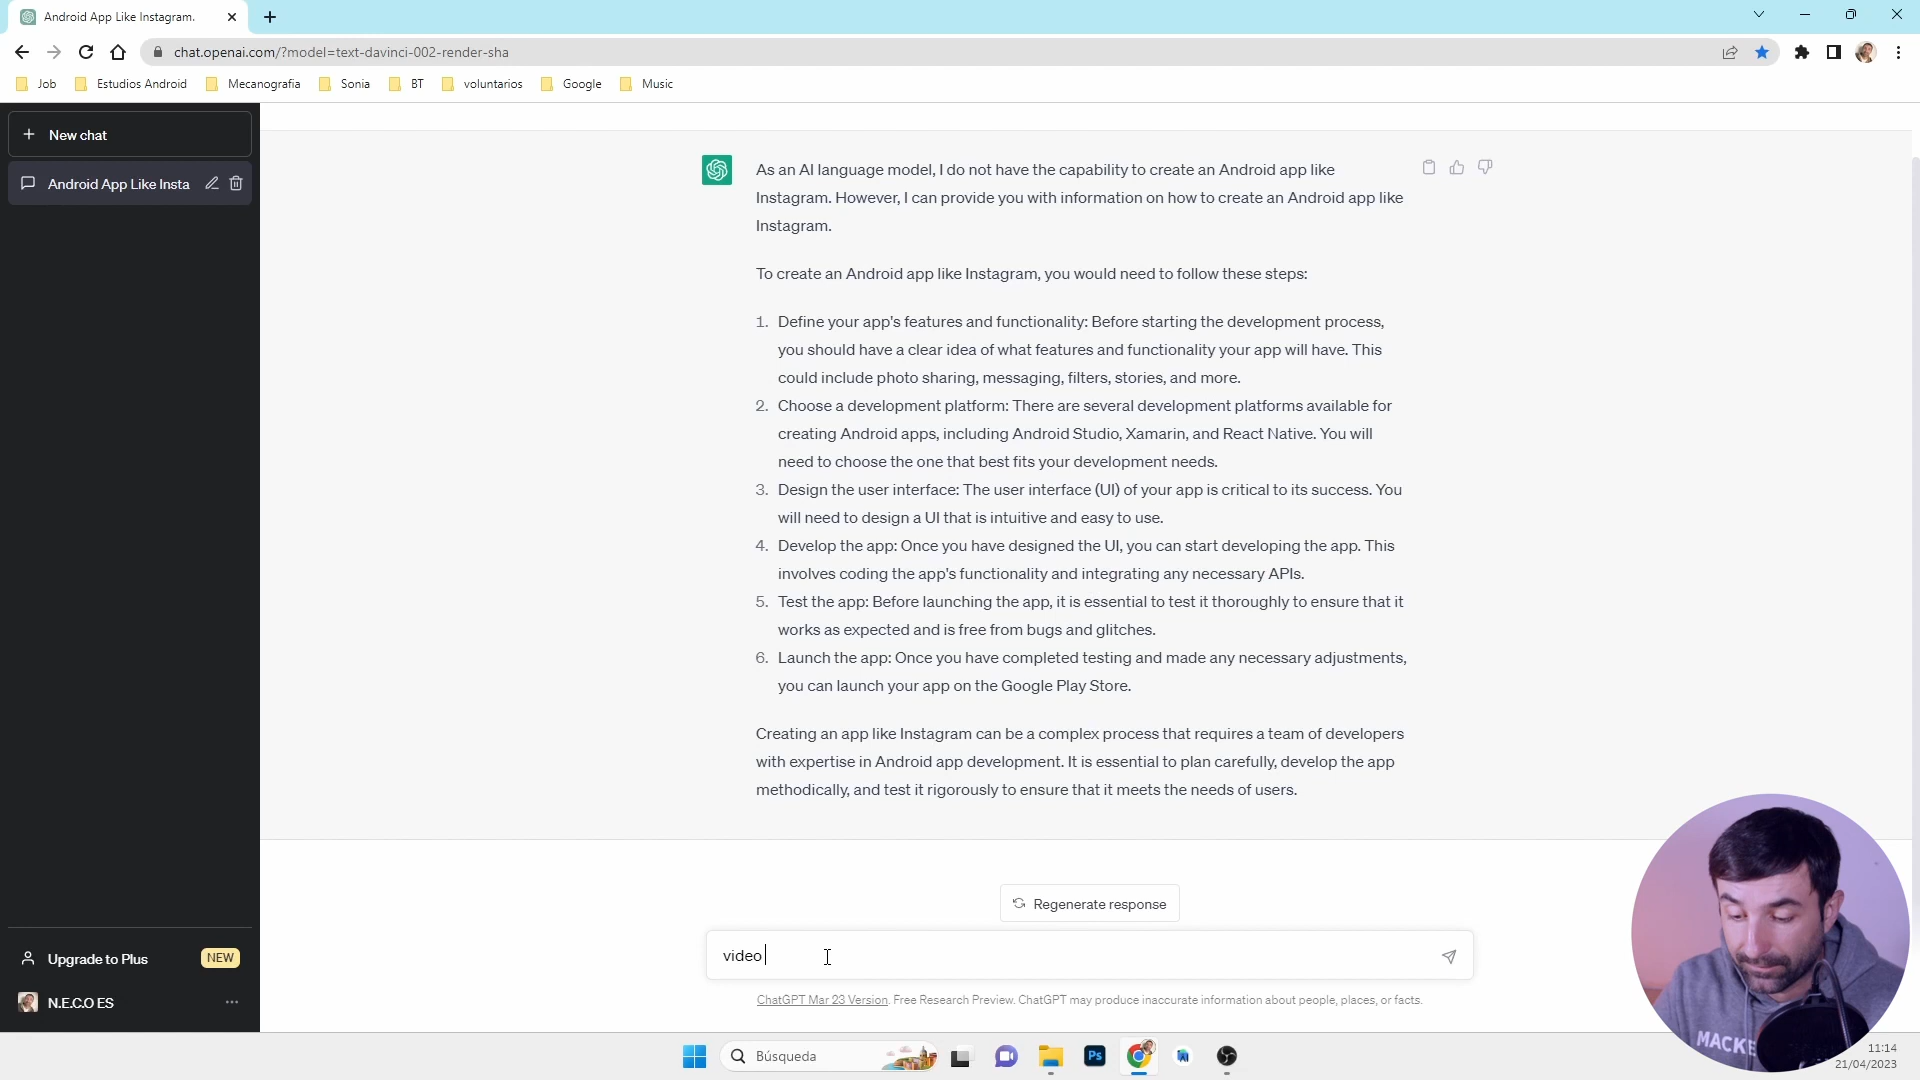 Android App Like Instagram.
chat.openai.com/?model=text-davinci-002-render-sha
Job
Estudios Android
Mecanografia
Sonia
BT
voluntarios
Google
Music
New chat
Android App Like Insta
As an AI language model, I do not have the capability to create an Android app like
Instagram. However, I can provide you with information on how to create an Android app like
Instagram.
To create an Android app like Instagram, you would need to follow these steps:
1. Define your app's features and functionality: Before starting the development process,
you should have a clear idea of what features and functionality your app will have. This
could include photo sharing, messaging, filters, stories, and more.
2. Choose a development platform: There are several development platforms available for
creating Android apps, including Android Studio, Xamarin, and React Native. You will
need to choose the one that best fits your development needs.
3. Design the user interface: The user interface (UI) of your app is critical to its success. You
will need to design a UI that is intuitive and easy to use.
4. Develop the app: Once you have designed the UI, you can start developing the app. This
involves coding the app's functionality and integrating any necessary APIs.
5. Test the app: Before launching the app, it is essential to test it thoroughly to ensure that it
works as expected and is free from bugs and glitches.
6. Launch the app: Once you have completed testing and made any necessary adjustments,
you can launch your app on the Google Play Store.
Creating an app like Instagram can be a complex process that requires a team of developers
with expertise in Android app development. It is essential to plan carefully, develop the app
methodically, and test it rigorously to ensure that it meets the needs of users.
Regenerate response
video
ChatGPT Mar 23 Version. Free Research Preview. ChatGPT may produce inaccurate information about people, places, or facts.
Upgrade to Plus
NEW
N.E.C.O ES
Búsqueda
Ps
11:14
21/04/2023